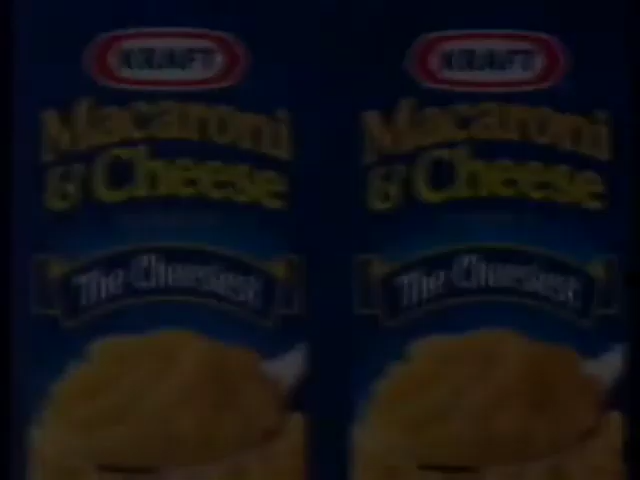 KRAFT KRAFT
Macaroni Macaroni
& Cheese & Cheese
The Cheesiest The Cheesiest